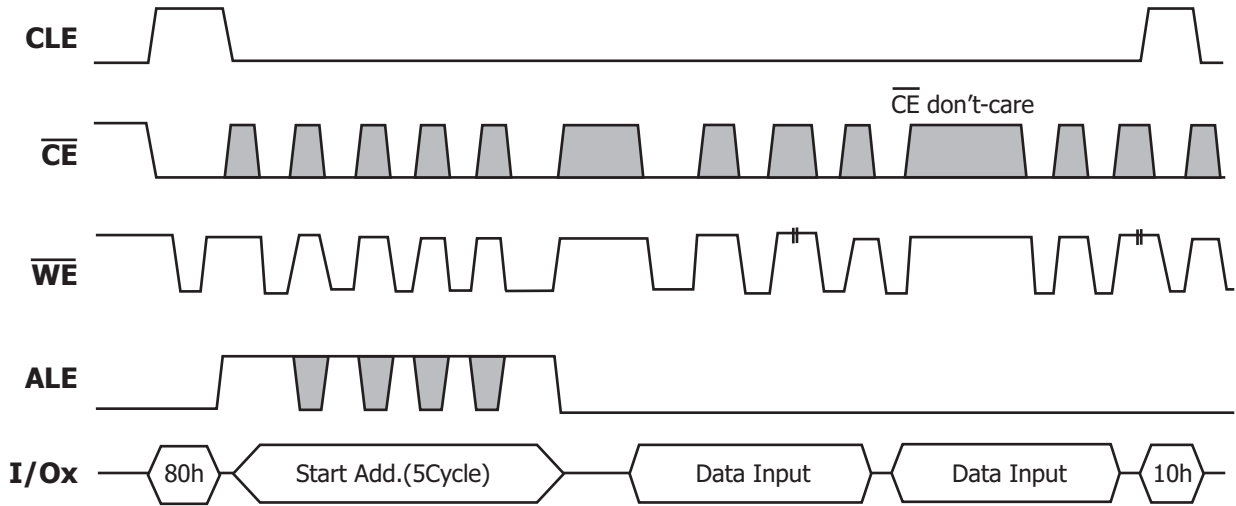 CLE
CE don't-care
CE
WE
ALE
I/Ox
80h
Start Add.(5Cycle)
Data Input
Data Input
10h